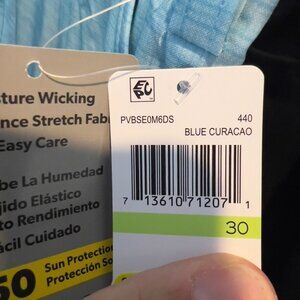 sture Wicking
nce Stretch Fab
Easy Care
be La Humedad
jido Elástico
to Rendimiento
ácil Cuidado
50
Sun Protection
Protección So
PVBSE0M6DS 440
BLUE CURACAO
7 13610 71207 1
30